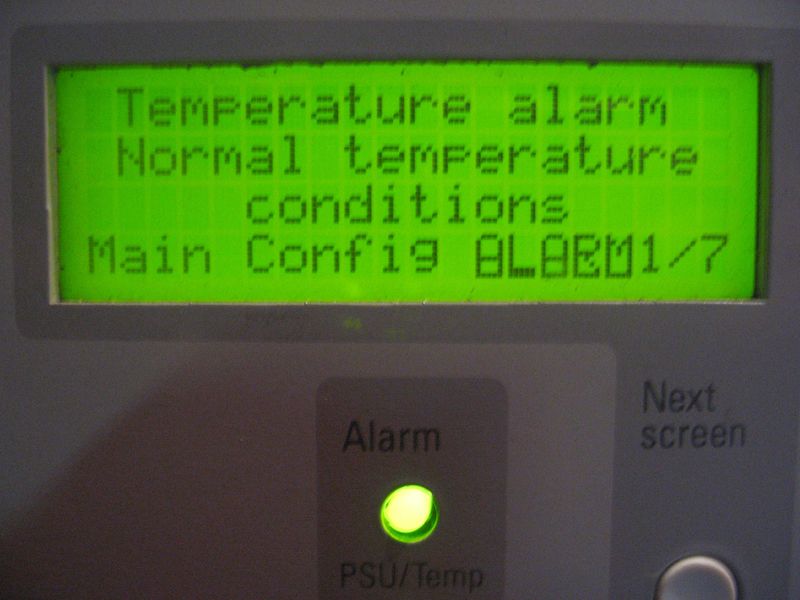 Temperature alarm
Normal temperature
conditions
Main Config ALARM1/7
Alarm
PSU/Temp
Next
screen